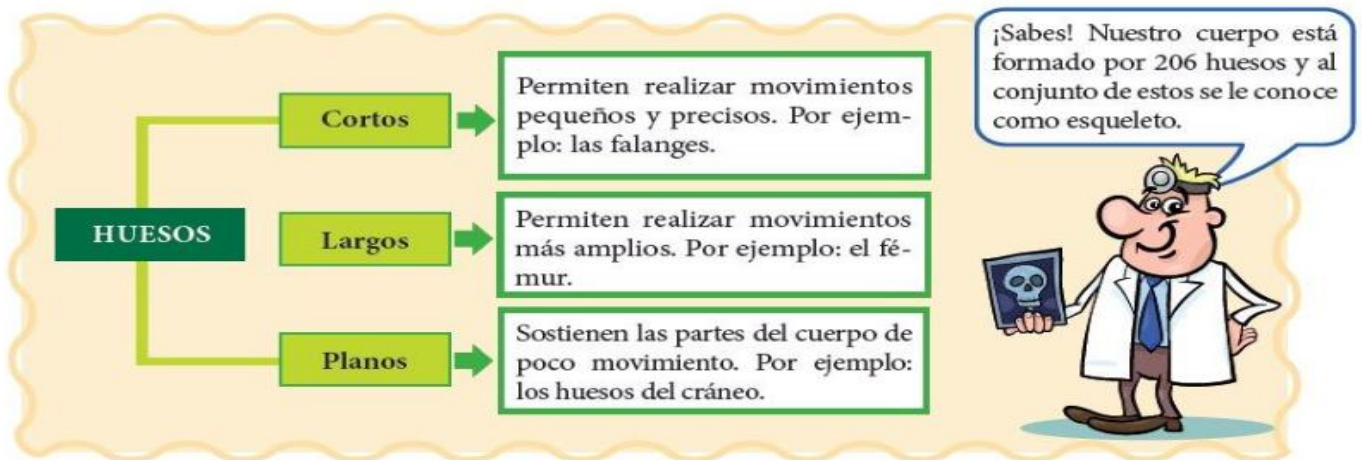 ¡Sabes! Nuestro cuerpo está
formado por 206 huesos y al
conjunto de estos se le conoce
como esqueleto.
HUESOS
Cortos
Permiten realizar movimientos
pequeños y precisos. Por ejem-
plo: las falanges.
Largos
Permiten realizar movimientos
más amplios. Por ejemplo: el fé-
mur.
Planos
Sostienen las partes del cuerpo de
poco movimiento. Por ejemplo:
los huesos del cráneo.